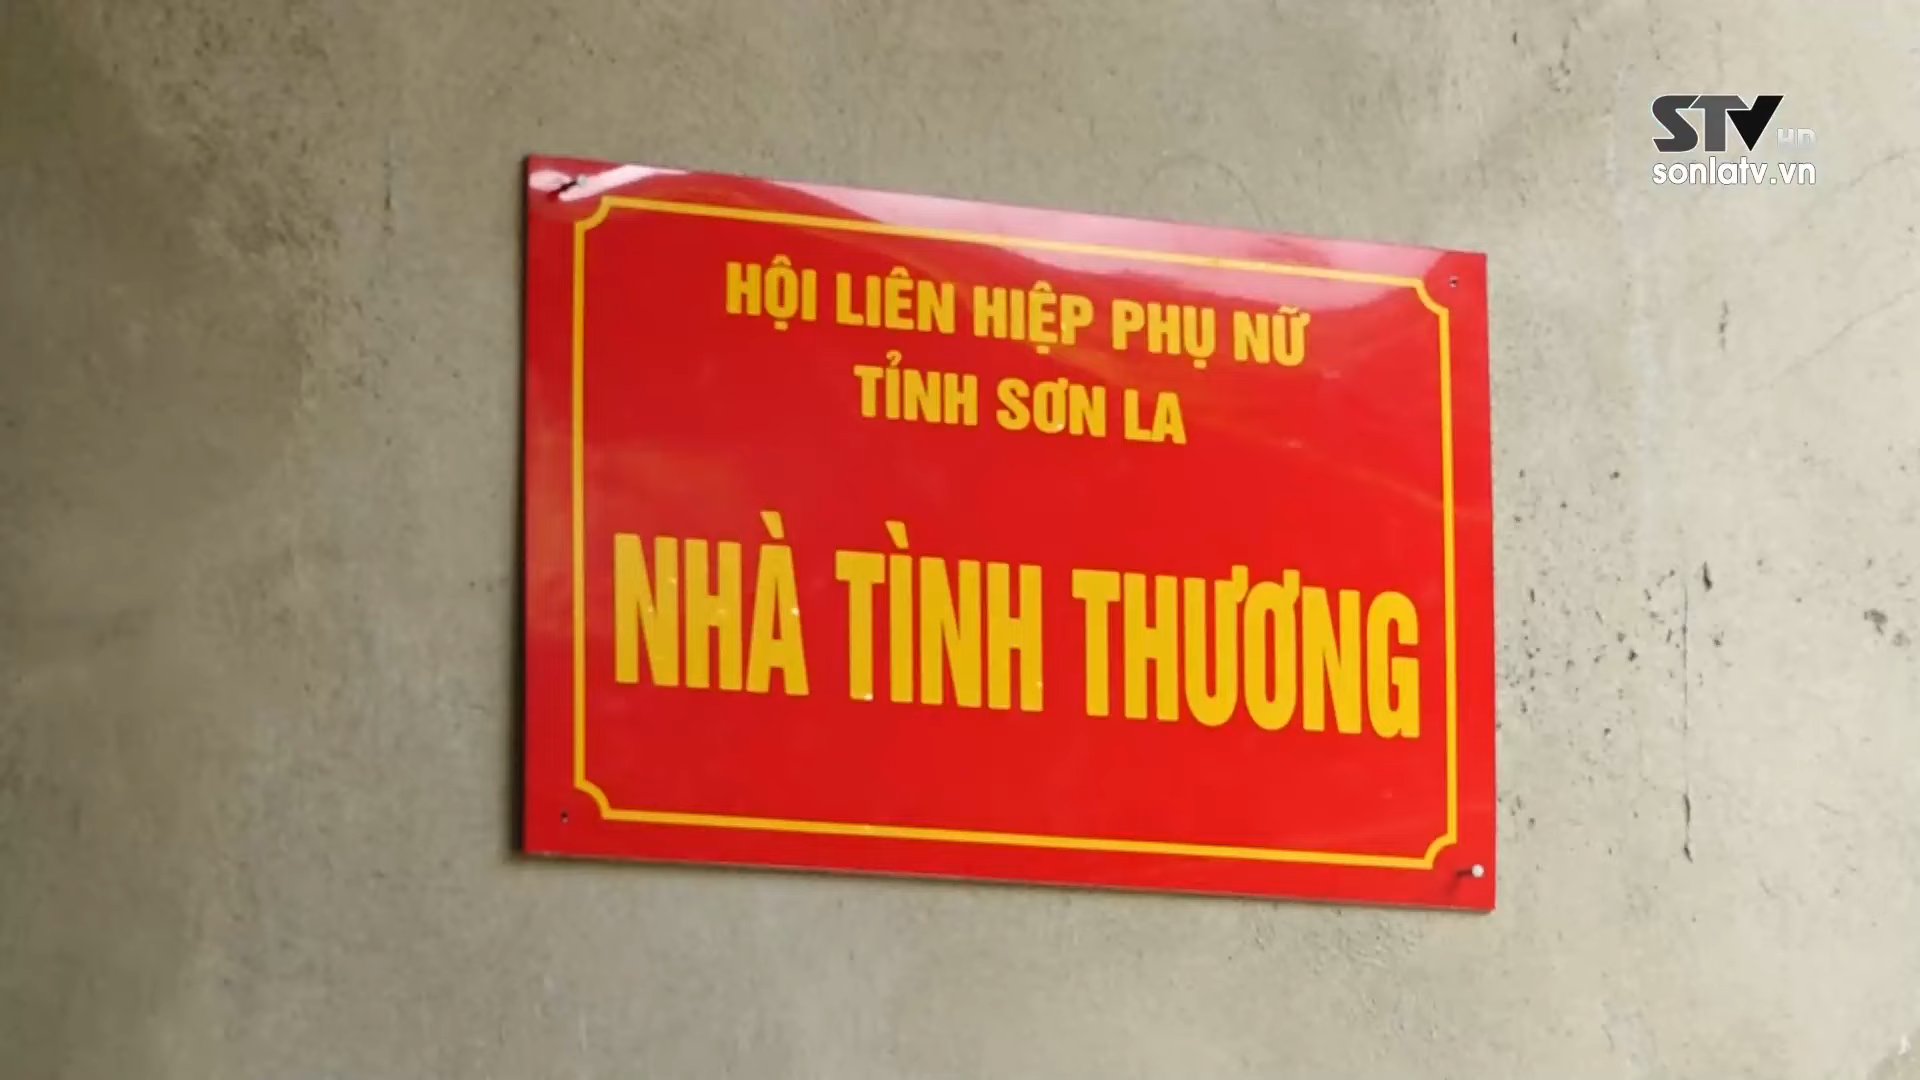 STV HD
sonlatv.vn
HỘI LIÊN HIỆP PHỤ NỮ
TỈNH SƠN LA
NHÀ TÌNH THƯƠNG